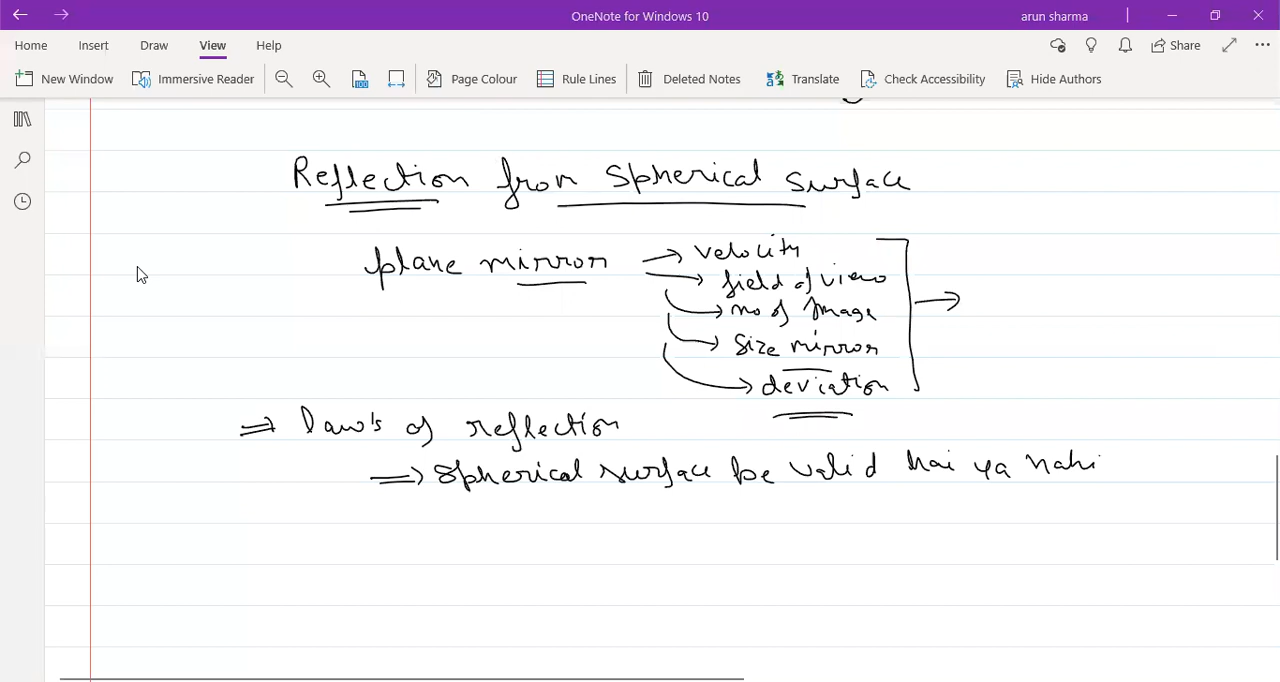 OneNote for Windows 10
arun sharma
Home Insert Draw View Help
Share
New Window Immersive Reader Page Colour Rule Lines Deleted Notes Translate Check Accessibility Hide Authors
Reflection from spherical surface
plane mirror → velocity
→ field of view
→ no of Image
→ size mirror
→ deviation
⇒ law's of reflection
⇒ spherical surface be valid hai ya nahi